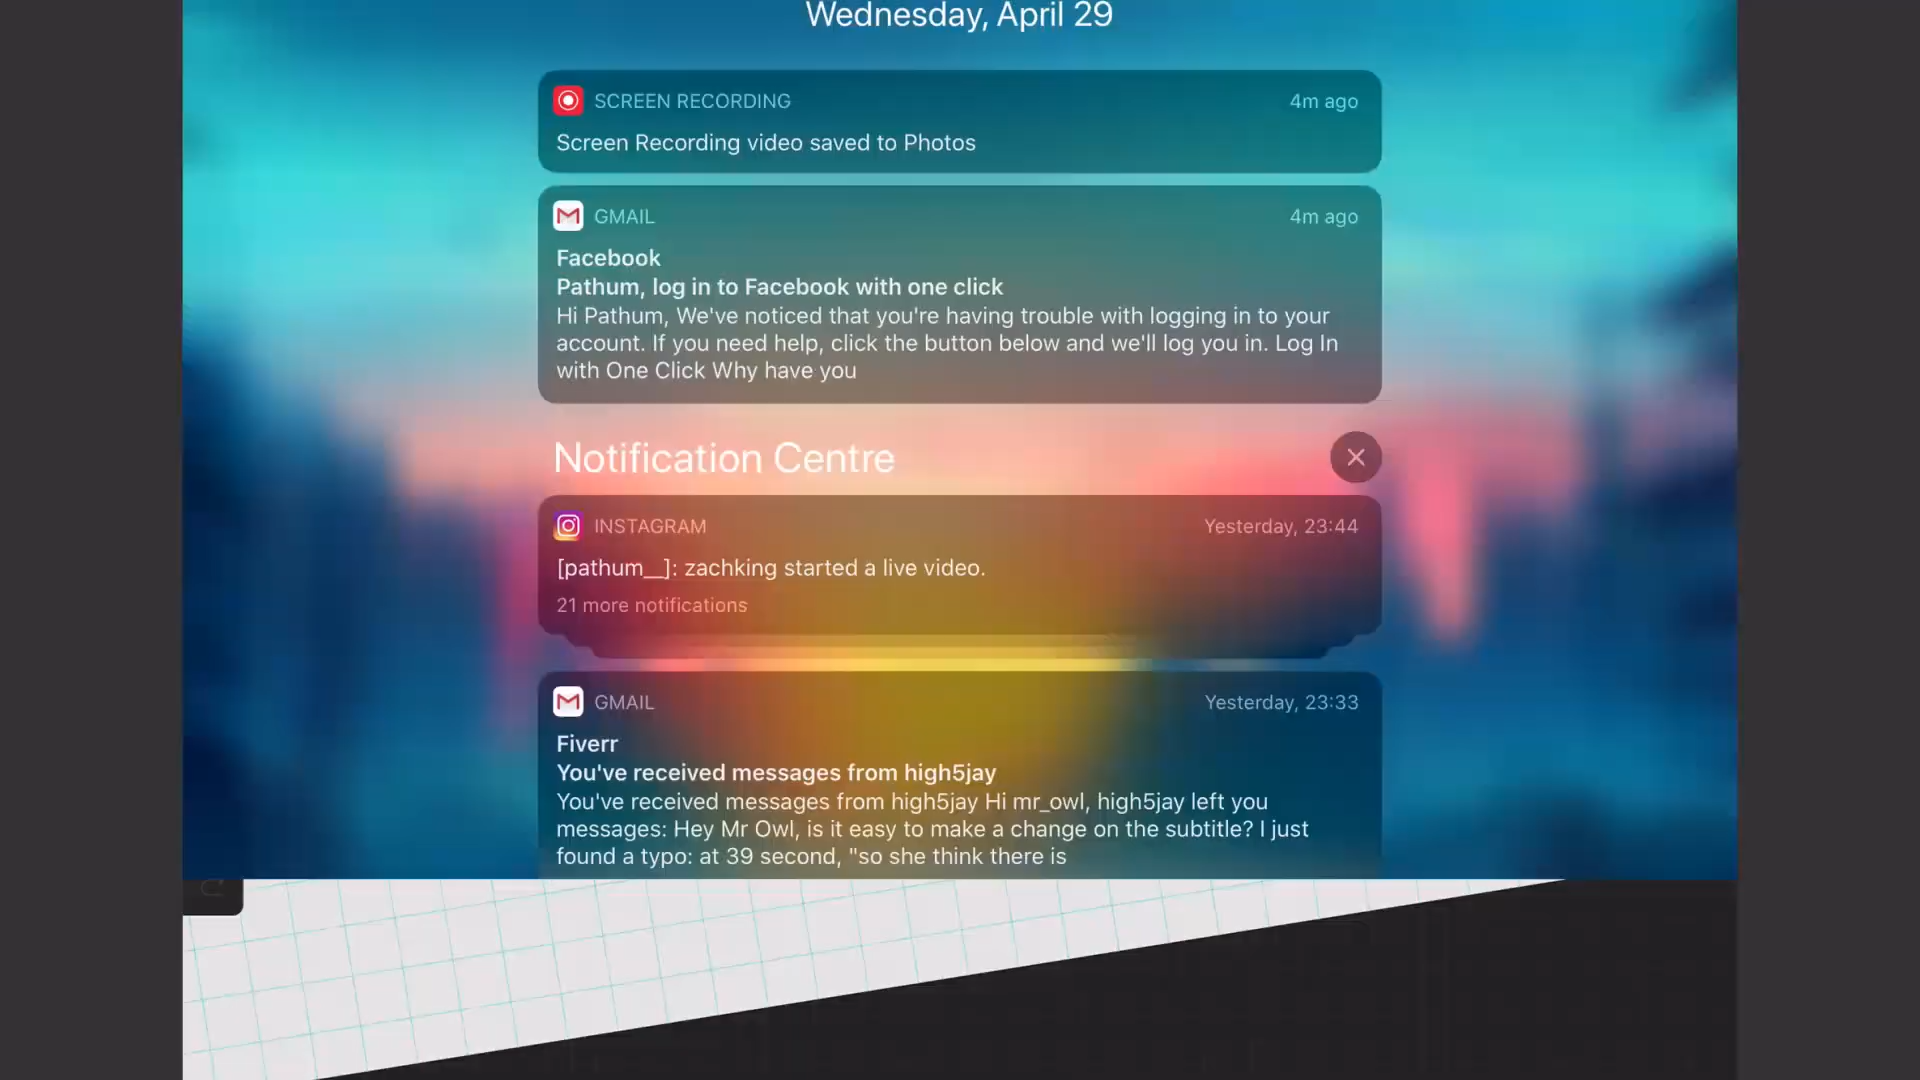 Wednesday, April 29
SCREEN RECORDING
4m ago
Screen Recording video saved to Photos
GMAIL
4m ago
Facebook
Pathum, log in to Facebook with one click
Hi Pathum, We've noticed that you're having trouble with logging in to your
account. If you need help, click the button below and we'll log you in. Log In
with One Click Why have you
Notification Centre
INSTAGRAM
Yesterday, 23:44
[pathum__]: zachking started a live video.
21 more notifications
GMAIL
Yesterday, 23:33
Fiverr
You've received messages from high5jay
You've received messages from high5jay Hi mr_owl, high5jay left you
messages: Hey Mr Owl, is it easy to make a change on the subtitle? I just
found a typo: at 39 second, "so she think there is